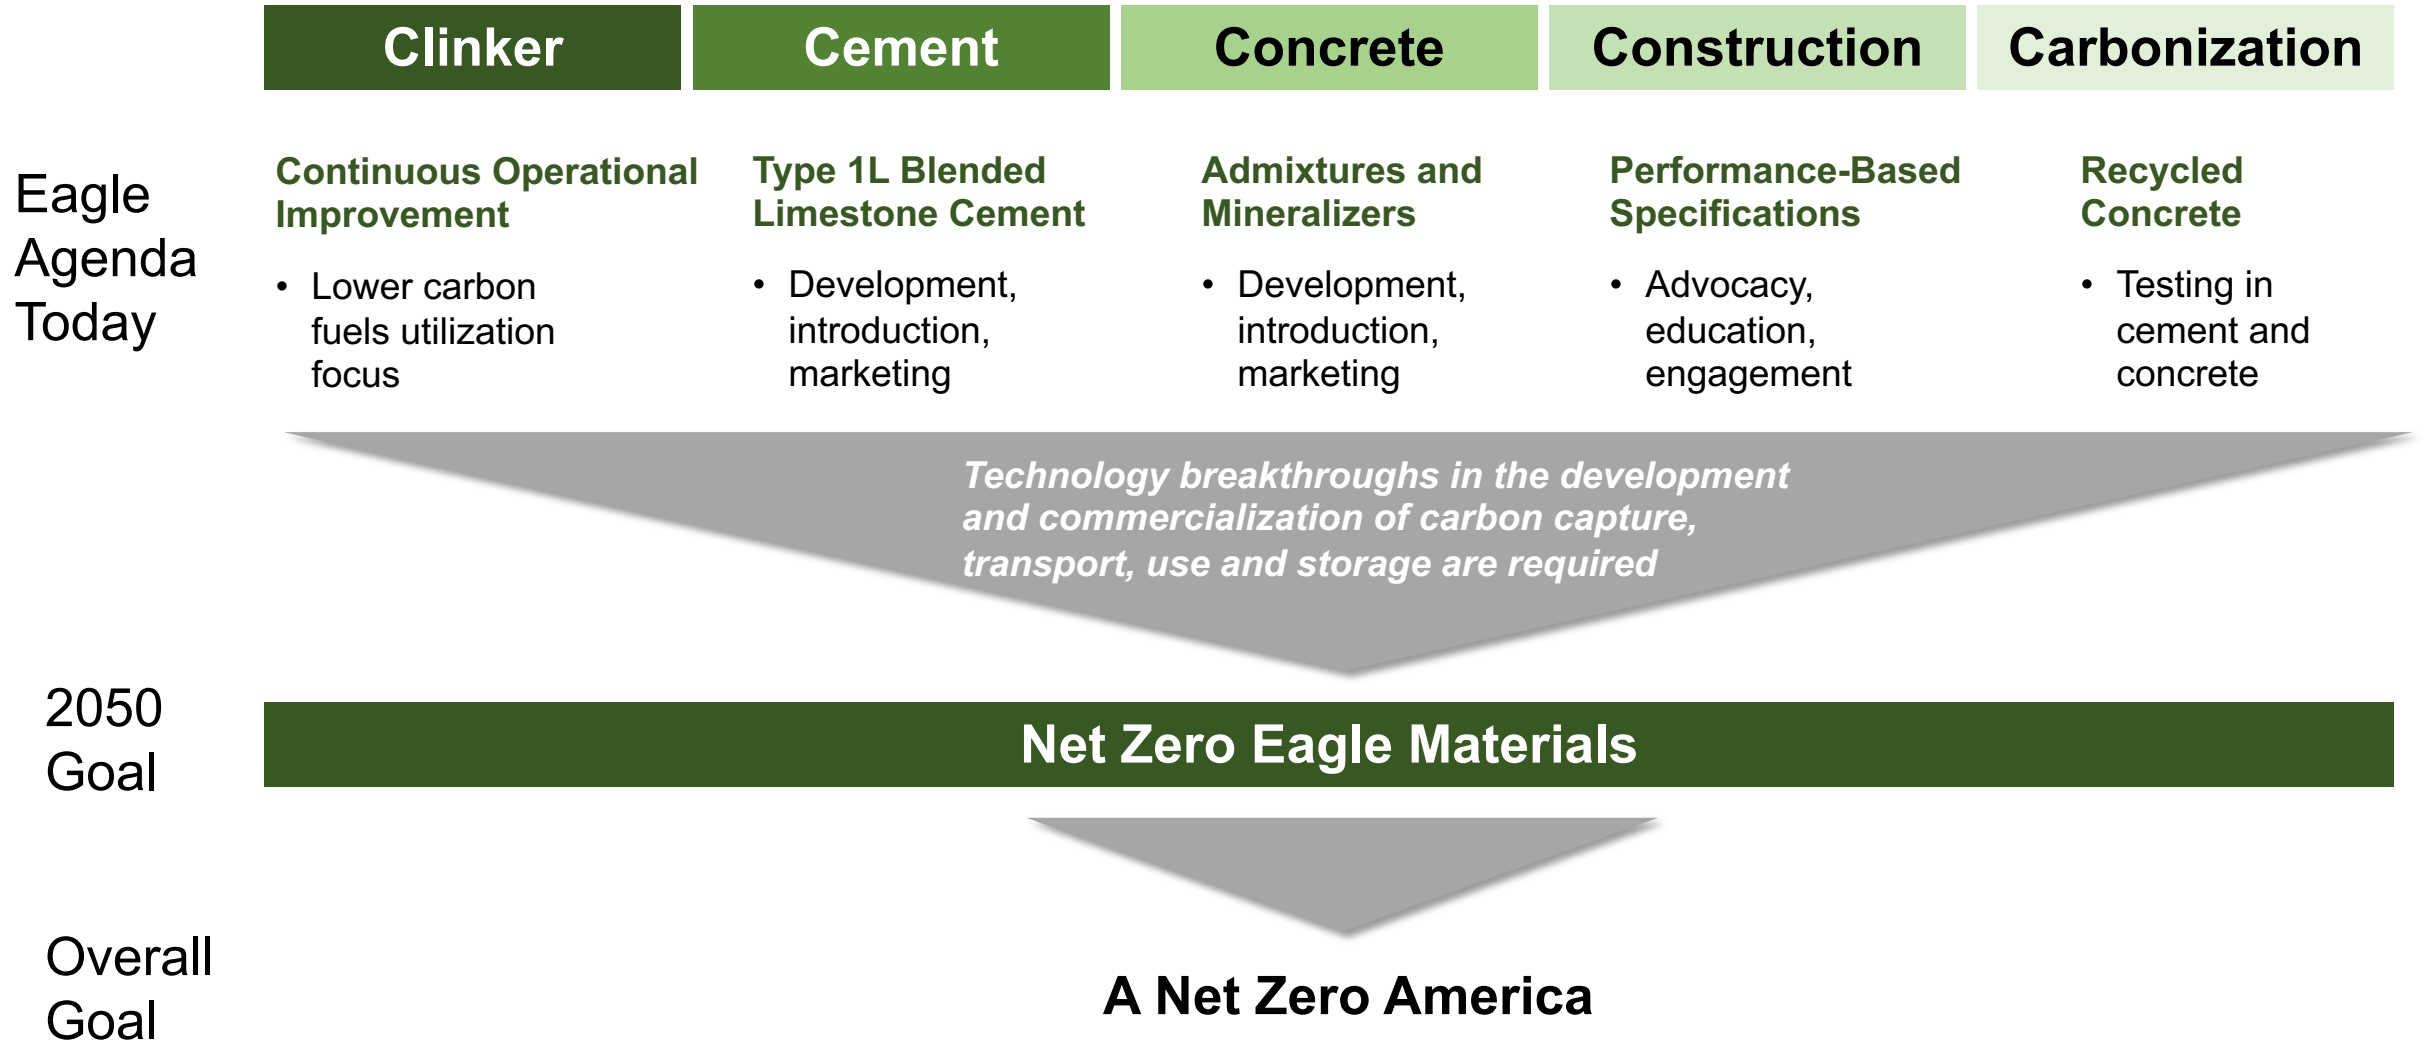 Clinker
Cement
Concrete
Construction
Carbonization
Eagle
Agenda
Today
Continuous Operational
Improvement
• Lower carbon
fuels utilization
focus
Type 1L Blended
Limestone Cement
• Development,
introduction,
marketing
Admixtures and
Mineralizers
• Development,
introduction,
marketing
Performance-Based
Specifications
• Advocacy,
education,
engagement
Recycled
Concrete
• Testing in
cement and
concrete
Technology breakthroughs in the development
and commercialization of carbon capture,
transport, use and storage are required
2050
Goal
Net Zero Eagle Materials
Overall
Goal
A Net Zero America